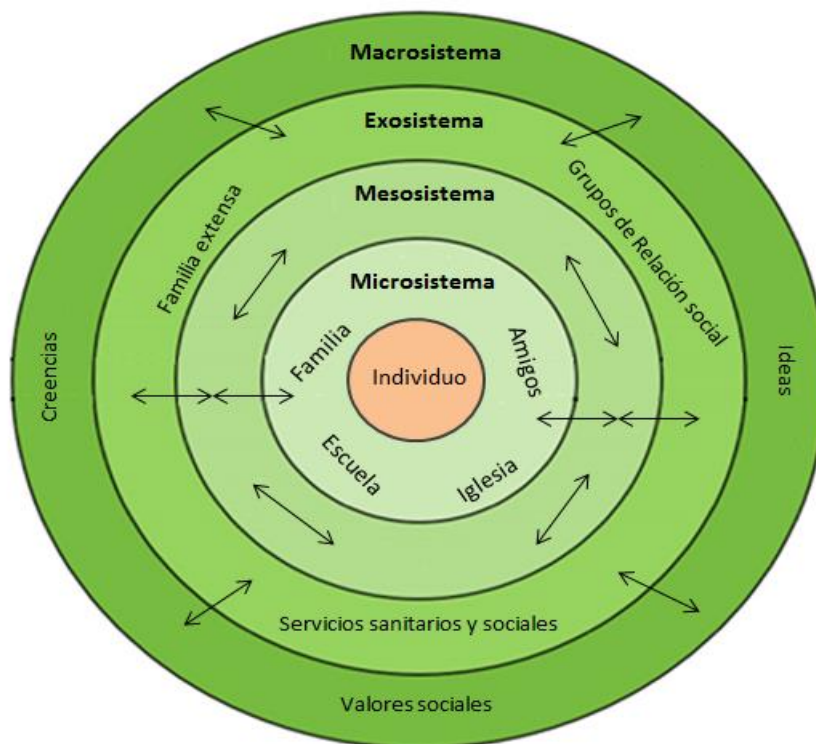 Macrosistema
Exosistema
Mesosistema
Microsistema
Individuo
Familia
Amigos
Escuela
Iglesia
Familia extensa
Grupos de Relación social
Servicios sanitarios y sociales
Creencias
Ideas
Valores sociales